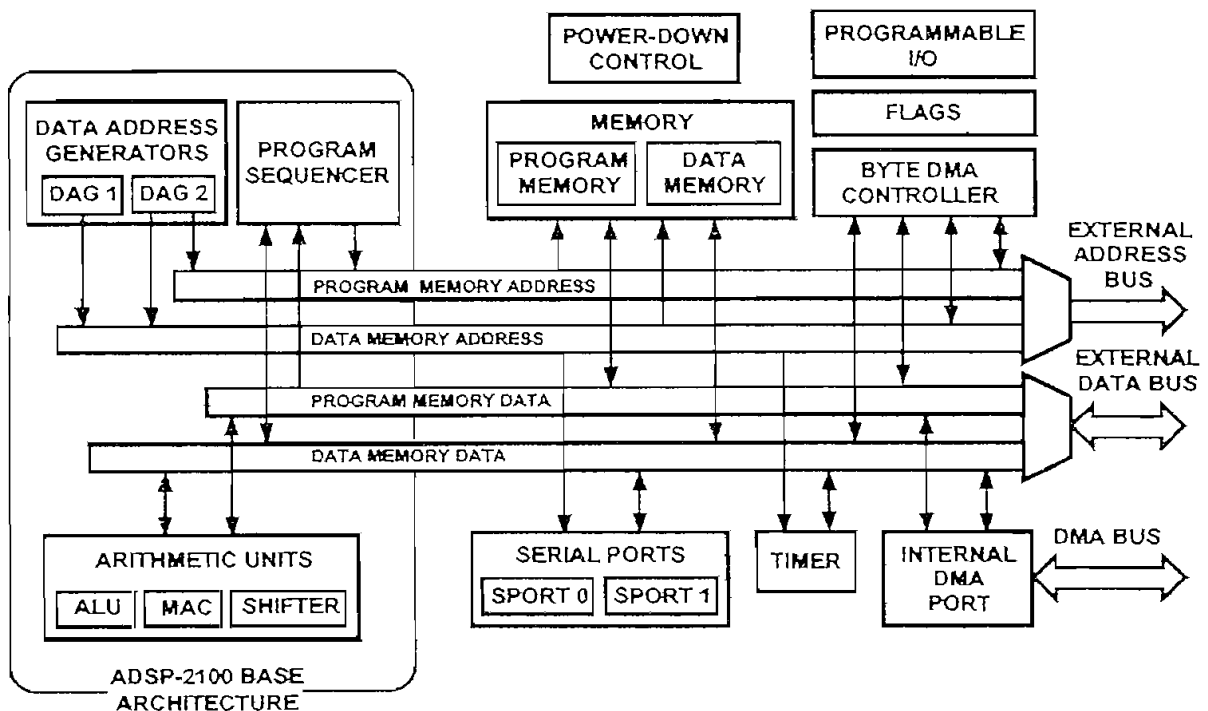 POWER-DOWN
CONTROL
PROGRAMMABLE
I/O
FLAGS
DATA ADDRESS
GENERATORS
DAG 1
DAG 2
PROGRAM
SEQUENCER
MEMORY
PROGRAM
MEMORY
DATA
MEMORY
BYTE DMA
CONTROLLER
EXTERNAL
ADDRESS
BUS
PROGRAM MEMORY ADDRESS
DATA MEMORY ADDRESS
EXTERNAL
DATA BUS
PROGRAM MEMORY DATA
DATA MEMORY DATA
ARITHMETIC UNITS
ALU
MAC
SHIFTER
SERIAL PORTS
SPORT 0
SPORT 1
TIMER
INTERNAL
DMA
PORT
DMA BUS
ADSP-2100 BASE
ARCHITECTURE